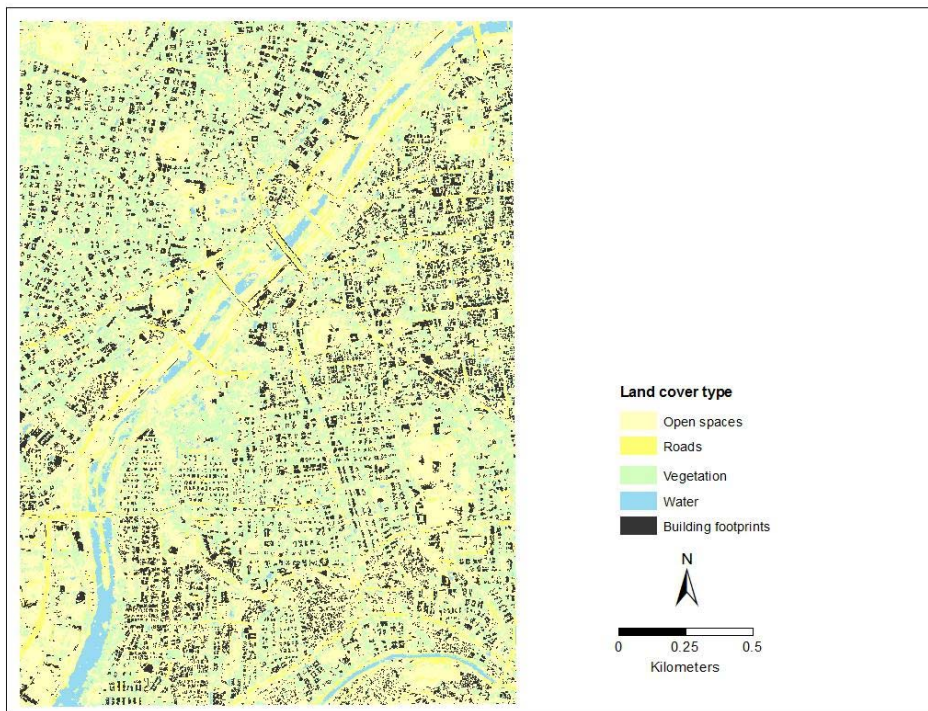 Land cover type
Open spaces
Roads
Vegetation
Water
Building footprints
N
0 0.25 0.5
Kilometers